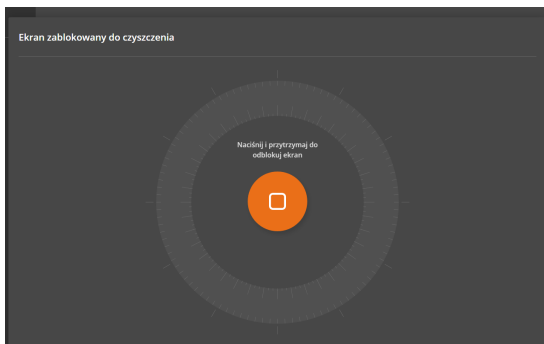 Ekran zablokowany do czyszczenia
Naciśnij i przytrzymaj do
odblokuj ekran